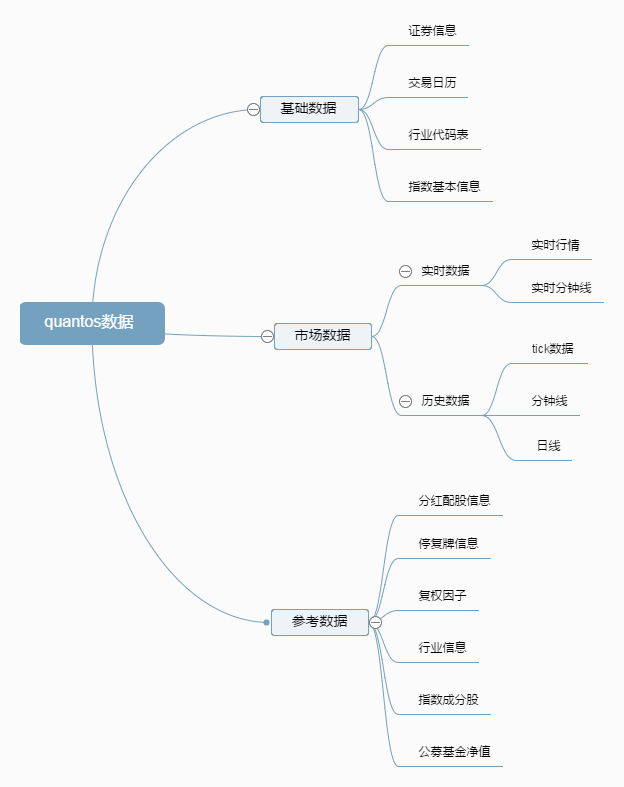 quantos数据
基础数据
证券信息
交易日历
行业代码表
指数基本信息
市场数据
实时数据
实时行情
实时分钟线
历史数据
tick数据
分钟线
日线
参考数据
分红配股信息
停复牌信息
复权因子
行业信息
指数成分股
公募基金净值